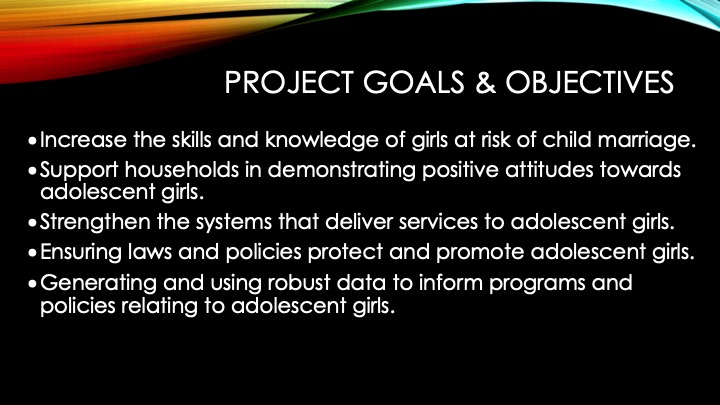 PROJECT GOALS & OBJECTIVES
•Increase the skills and knowledge of girls at risk of child marriage.
•Support households in demonstrating positive attitudes towards
adolescent girls.
•Strengthen the systems that deliver services to adolescent girls.
•Ensuring laws and policies protect and promote adolescent girls.
•Generating and using robust data to inform programs and
policies relating to adolescent girls.